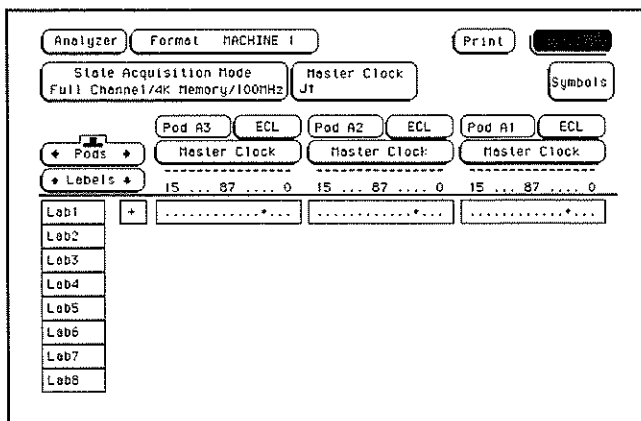 Analyzer Format MACHINE 1 Print
State Acquisition Mode Master Clock
Full Channel/4K Memory/100MHz J↑ Symbols
Pod A3 ECL Pod A2 ECL Pod A1 ECL
← Pods → Master Clock Master Clock Master Clock
← Labels → 15 ... 87 .... 0 15 ... 87 .... 0 15 ... 87 .... 0
Lab1 + ............*... ............*... ............*...
Lab2
Lab3
Lab4
Lab5
Lab6
Lab7
Lab8